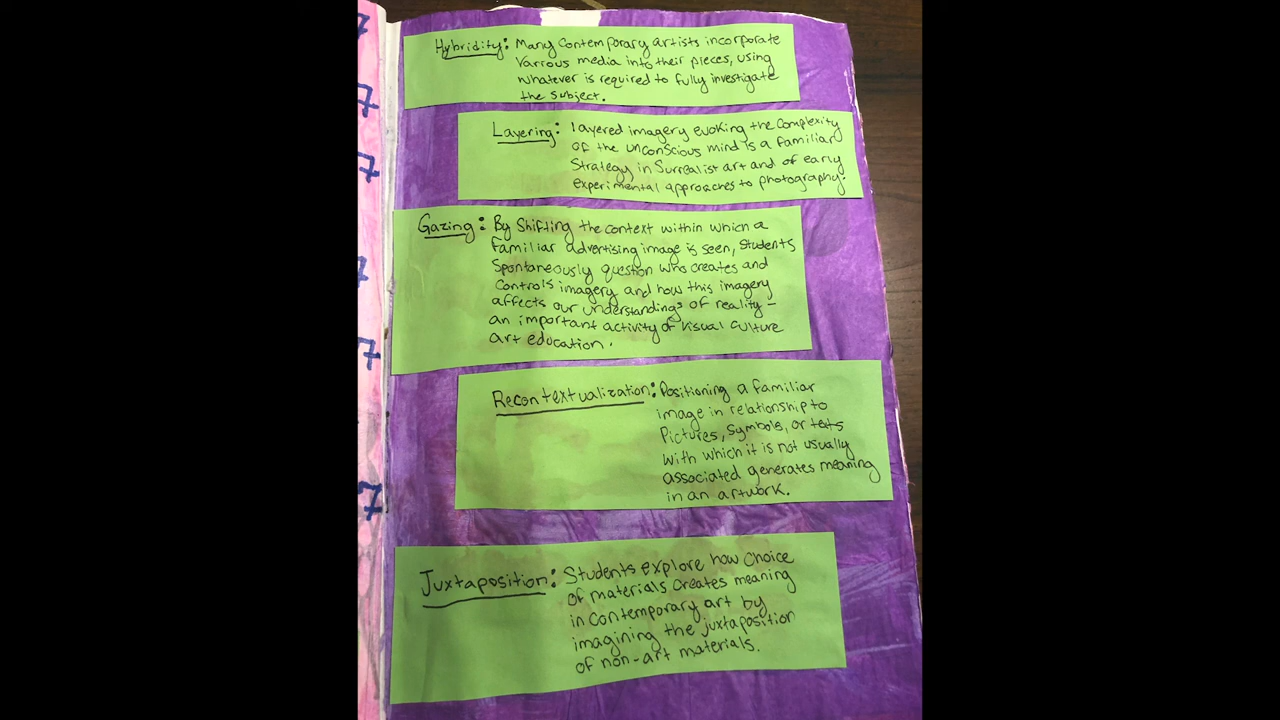 7
7
7
7
7
7
Hybridity: Many Contemporary artists incorporate
various media into their pieces, using
whatever is required to fully investigate
the subject.
Layering: layered imagery evoking the complexity
of the unconscious mind is a familiar
Strategy in Surrealist art and of early
experimental approaches to photography.
Gazing: By Shifting the context within which a
familiar advertising image is seen, students
Spontaneously question who creates and
controls imagery and how this imagery
affects our understandings of reality -
an important activity of visual culture
art education.
Recontextualization: Positioning a familiar
image in relationship to
Pictures, Symbols, or texts
with which it is not usually
associated generates meaning
in an artwork.
Juxtaposition: Students explore how choice
of materials creates meaning
in contemporary art by
imagining the juxtaposition
of non-art materials.